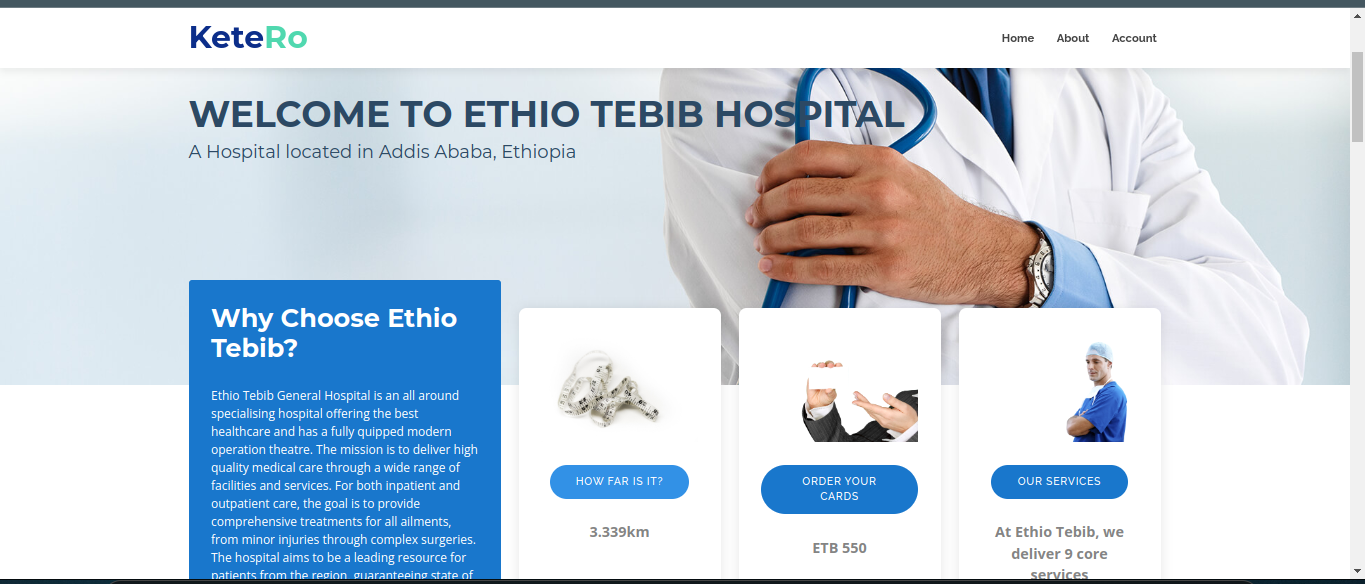 KeteRo
Home
About
Account
WELCOME TO ETHIO TEBIB HOSPITAL
A Hospital located in Addis Ababa, Ethiopia
Why Choose Ethio
Tebib?
Ethio Tebib General Hospital is an all around
specialising hospital offering the best
healthcare and has a fully quipped modern
operation theatre. The mission is to deliver high
quality medical care through a wide range of
facilities and services. For both inpatient and
outpatient care, the goal is to provide
comprehensive treatments for all ailments,
from minor injuries through complex surgeries.
The hospital aims to be a leading resource for
patients from the region, guaranteeing state of
HOW FAR IS IT?
3.339km
ORDER YOUR
CARDS
ETB 550
OUR SERVICES
At Ethio Tebib, we
deliver 9 core
services